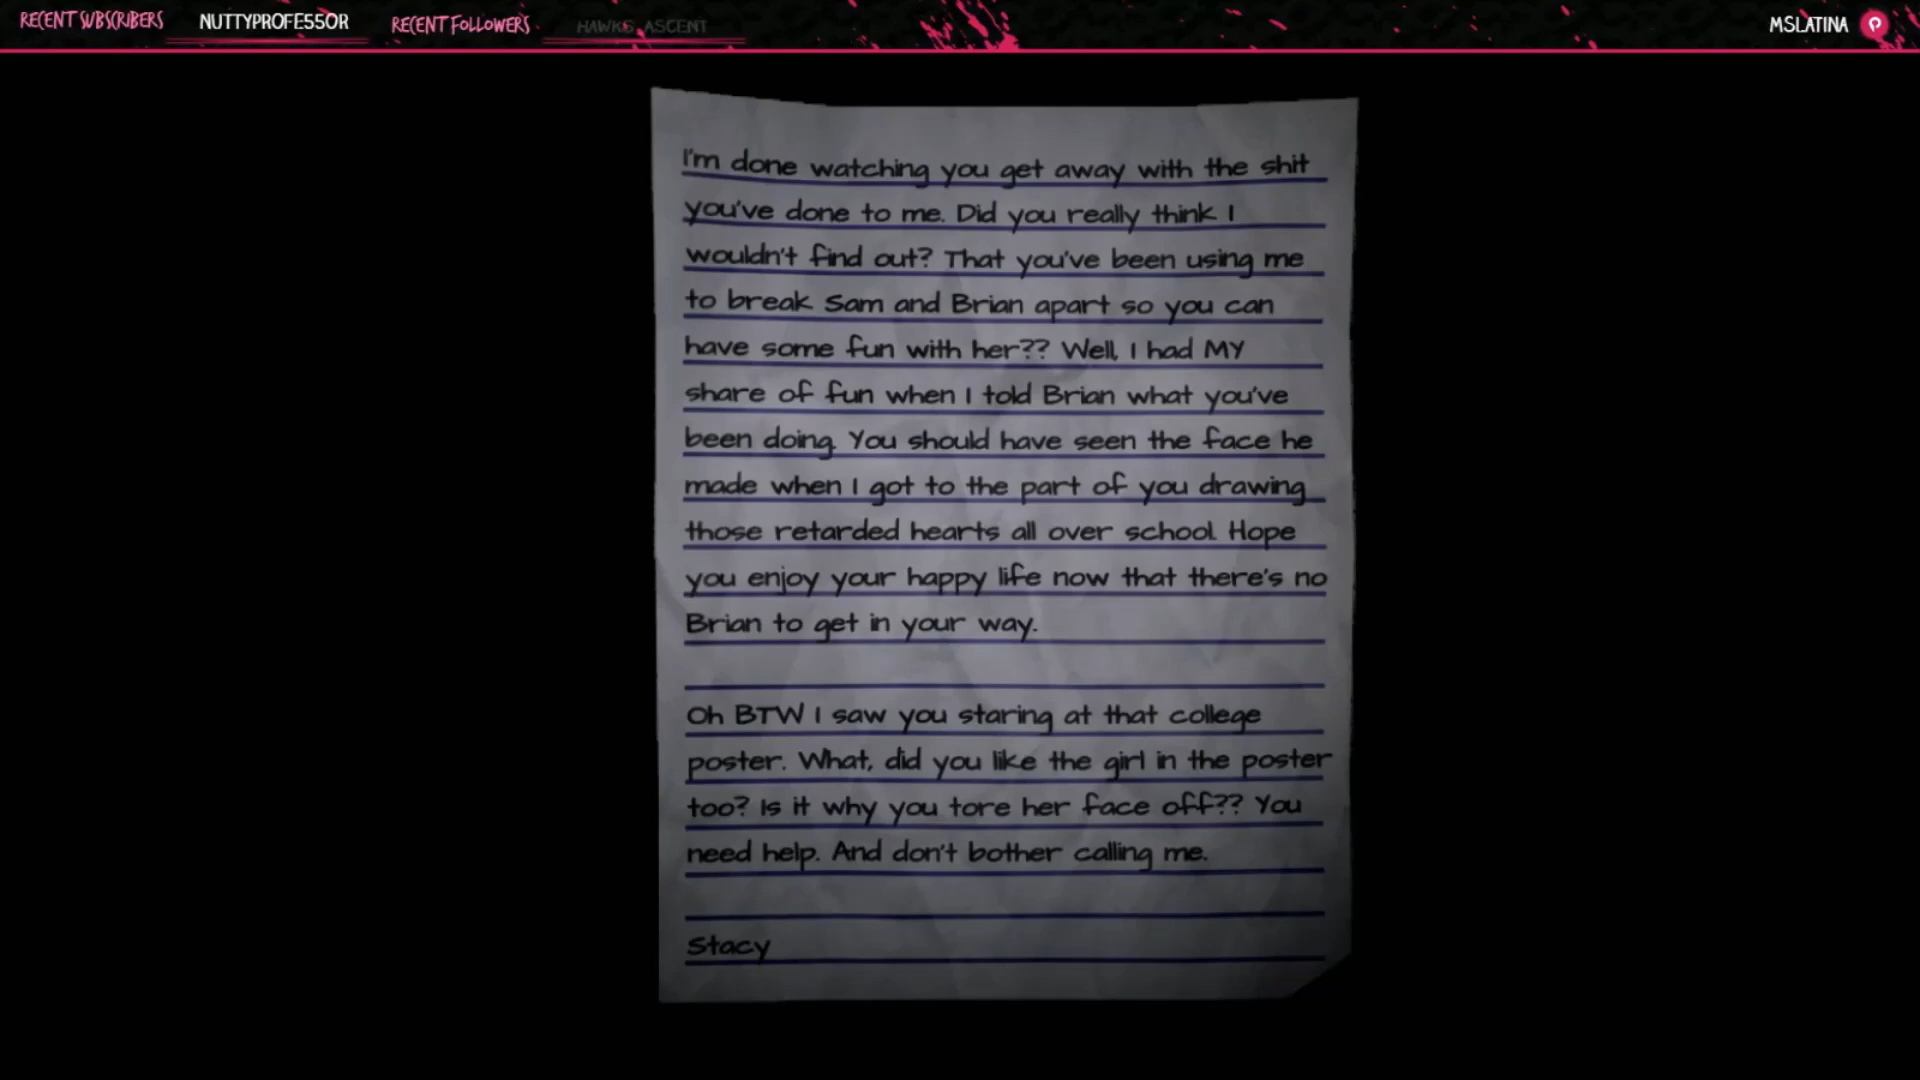 RECENT SUBSCRIBERS NUTTYPROFE55OR RECENT FOLLOWERS HAWKS_ASCENT MSLATINA
I'm done watching you get away with the shit
you've done to me. Did you really think I
wouldn't find out? That you've been using me
to break Sam and Brian apart so you can
have some fun with her?? Well, I had MY
share of fun when I told Brian what you've
been doing. You should have seen the face he
made when I got to the part of you drawing
those retarded hearts all over school. Hope
you enjoy your happy life now that there's no
Brian to get in your way.
Oh BTW I saw you staring at that college
poster. What, did you like the girl in the poster
too? Is it why you tore her face off?? You
need help. And don't bother calling me.
Stacy